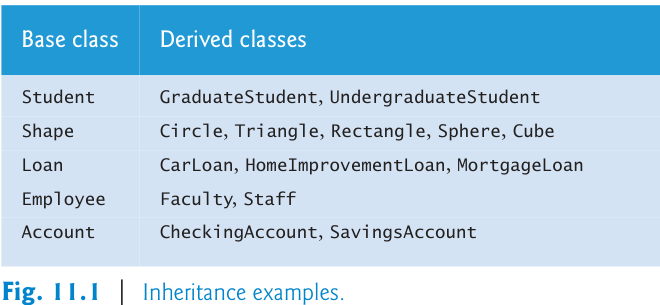 Base class Derived classes
Student GraduateStudent, UndergraduateStudent
Shape Circle, Triangle, Rectangle, Sphere, Cube
Loan CarLoan, HomeImprovementLoan, MortgageLoan
Employee Faculty, Staff
Account CheckingAccount, SavingsAccount
Fig. 11.1 | Inheritance examples.